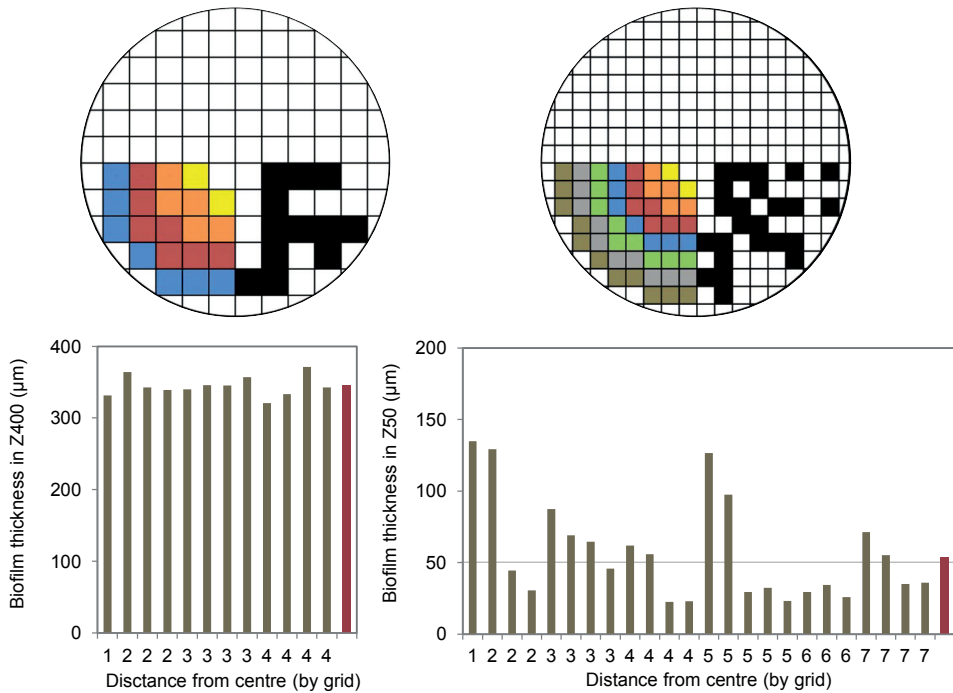 400
300
200
100
0
Biofilm thickness in Z400 (µm)
1 2 2 2 3 3 3 3 4 4 4 4
Disctance from centre (by grid)
200
150
100
50
0
Biofilm thickness in Z50 (µm)
1 2 2 2 3 3 3 3 4 4 4 4 5 5 5 5 5 6 6 6 7 7 7 7
Distance from centre (by grid)